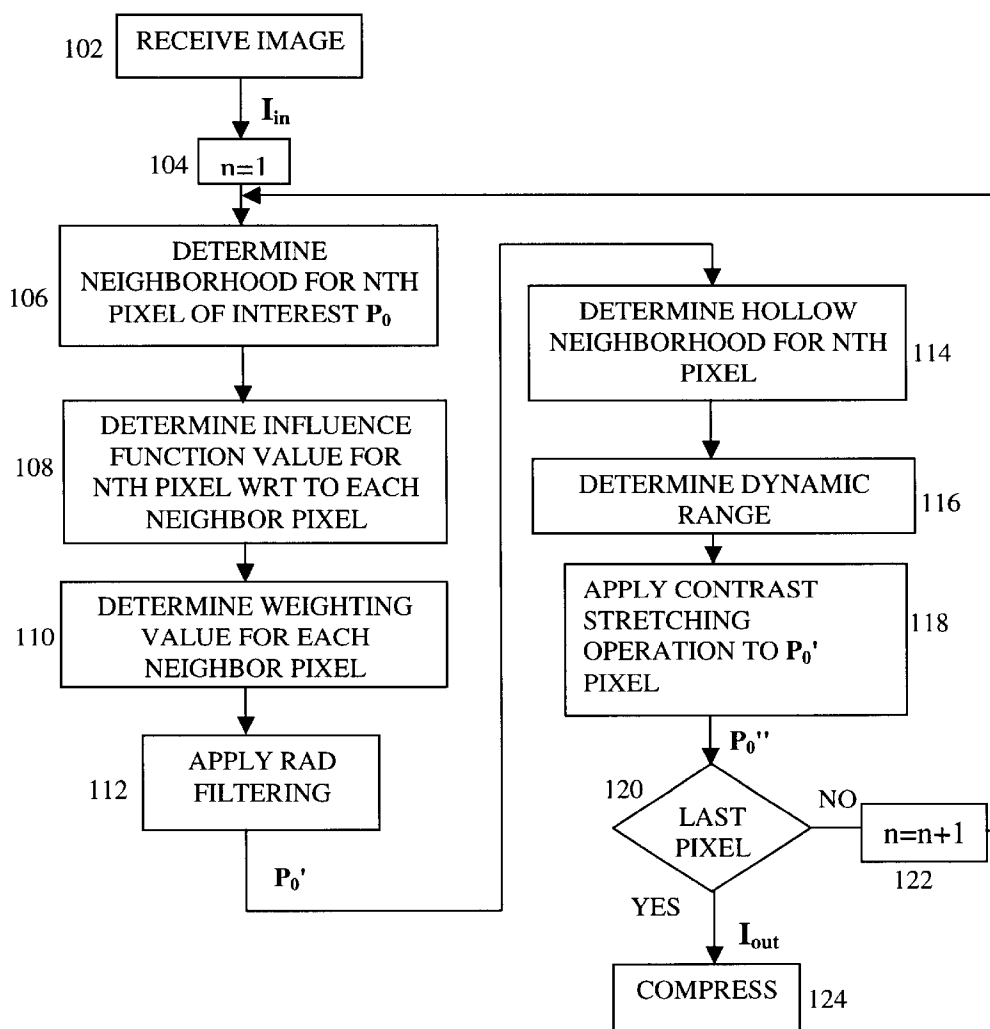 102
RECEIVE IMAGE
I_in
104
n=1
106
DETERMINE
NEIGHBORHOOD FOR NTH
PIXEL OF INTEREST P_0
108
DETERMINE INFLUENCE
FUNCTION VALUE FOR
NTH PIXEL WRT TO EACH
NEIGHBOR PIXEL
110
DETERMINE WEIGHTING
VALUE FOR EACH
NEIGHBOR PIXEL
112
APPLY RAD
FILTERING
P_0'
DETERMINE HOLLOW
NEIGHBORHOOD FOR NTH
PIXEL
114
DETERMINE DYNAMIC
RANGE
116
APPLY CONTRAST
STRETCHING
OPERATION TO P_0'
PIXEL
118
P_0''
120
LAST
PIXEL
NO
n=n+1
122
YES
I_out
COMPRESS
124